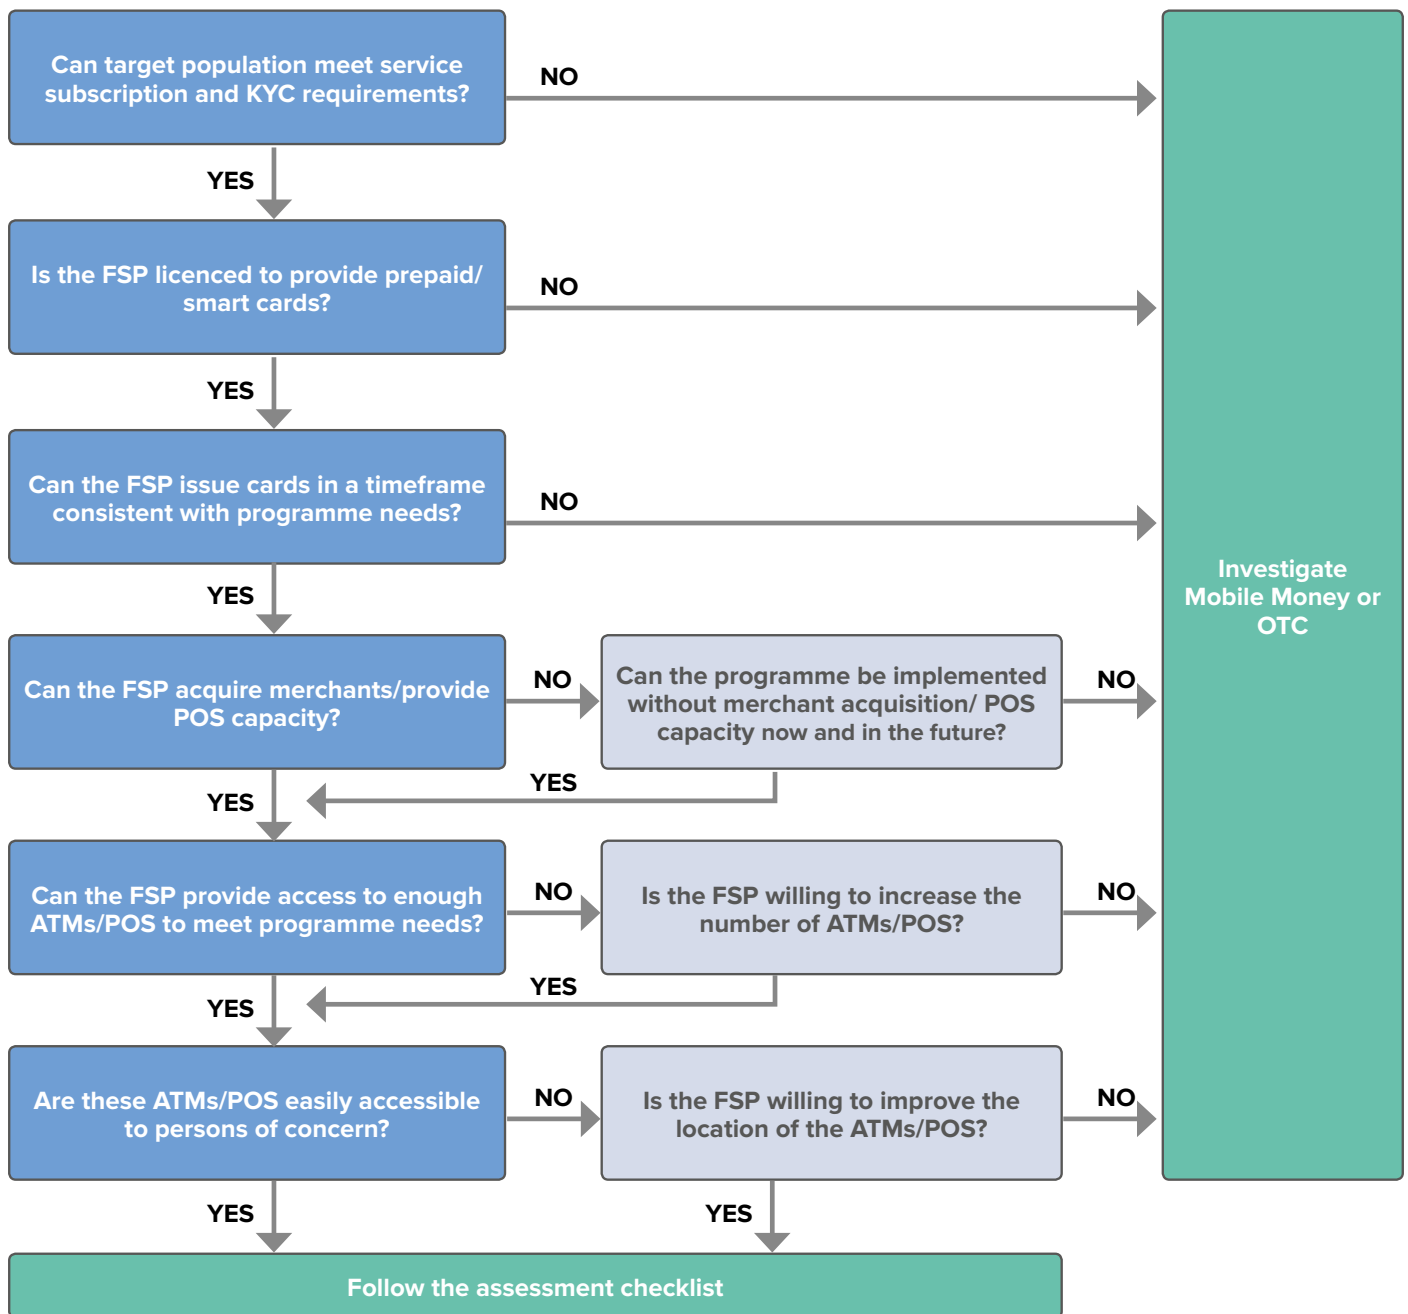 Can target population meet service
subscription and KYC requirements?
NO
YES
Is the FSP licenced to provide prepaid/
smart cards?
NO
YES
Can the FSP issue cards in a timeframe
consistent with programme needs?
NO
YES
Investigate
Mobile Money or
OTC
Can the FSP acquire merchants/provide
POS capacity?
NO
Can the programme be implemented
without merchant acquisition/ POS
capacity now and in the future?
NO
YES
YES
Can the FSP provide access to enough
ATMs/POS to meet programme needs?
NO
Is the FSP willing to increase the
number of ATMs/POS?
NO
YES
YES
Are these ATMs/POS easily accessible
to persons of concern?
NO
Is the FSP willing to improve the
location of the ATMs/POS?
NO
YES
YES
Follow the assessment checklist